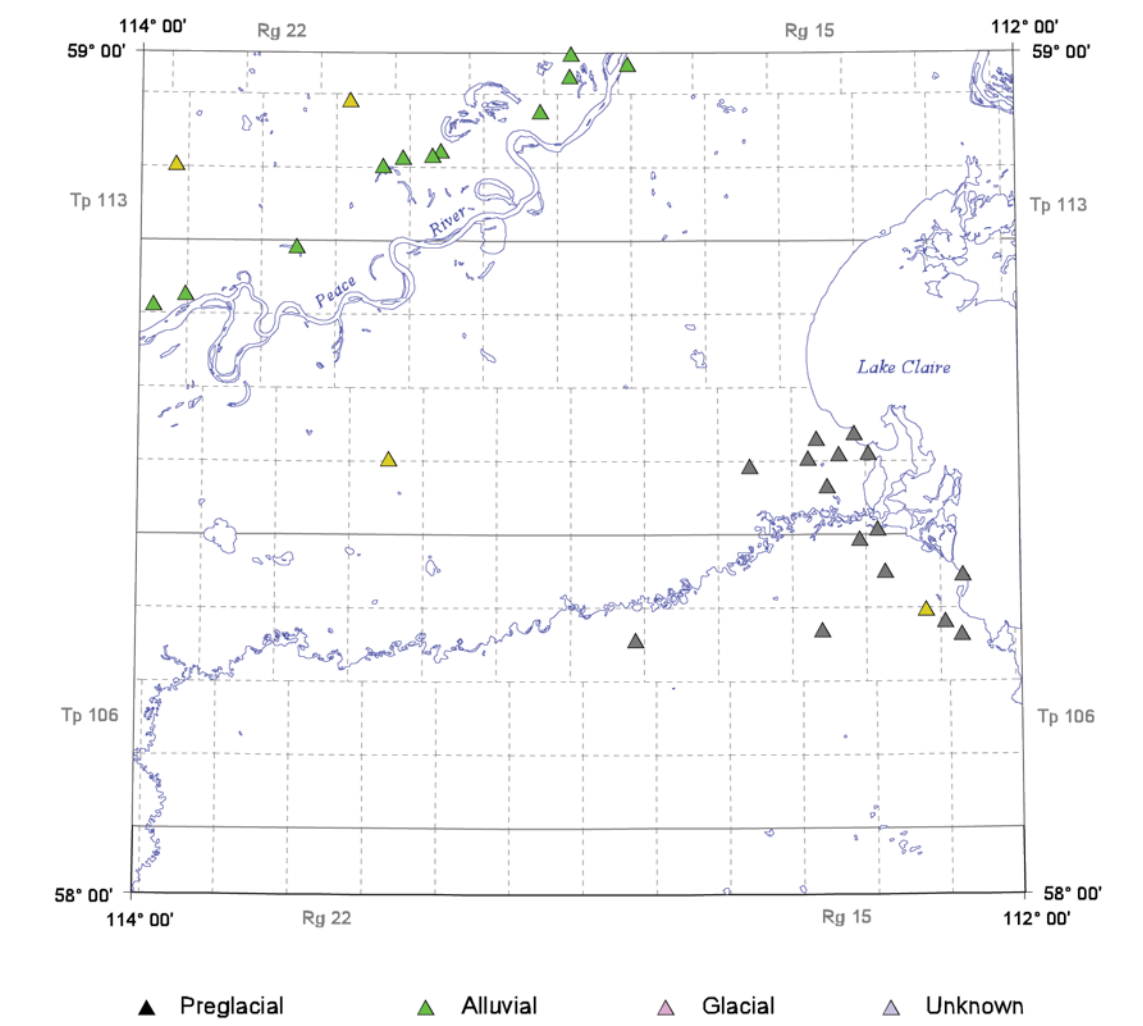 114° 00'
Rg 22
Rg 15
112° 00'
59° 00'
59° 00'
Tp 113
Tp 113
River
Peace
Lake Claire
Tp 106
Tp 106
58° 00'
58° 00'
114° 00'
Rg 22
Rg 15
112° 00'
Preglacial
Alluvial
Glacial
Unknown